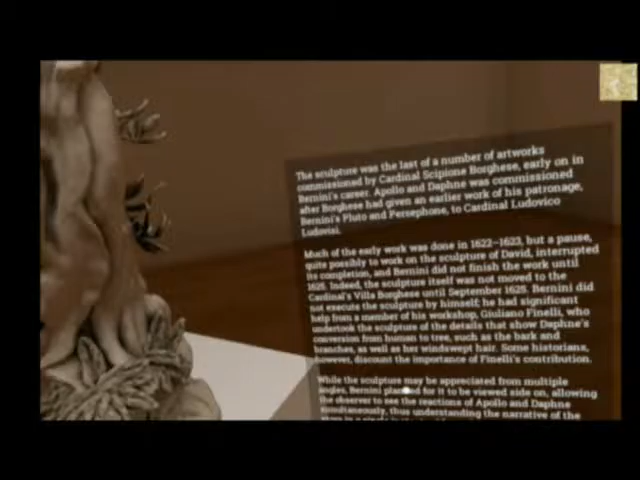 The sculpture was the last of a number of artworks
commissioned by Cardinal Scipione Borghese, early on in
Bernini's career. Apollo and Daphne was commissioned
after Borghese had given an earlier work of his patronage,
Bernini's Pluto and Persephone, to Cardinal Ludovico
Ludovisi.
Much of the early work was done in 1622–1623, but a pause,
quite possibly to work on the sculpture of David, interrupted
its completion, and Bernini did not finish the work until
1625. Indeed, the sculpture itself was not moved to the
Cardinal's Villa Borghese until September 1625. Bernini did
not execute the sculpture by himself; he had significant
help from a member of his workshop, Giuliano Finelli, who
undertook the sculpture of the details that show Daphne's
conversion from human to tree, such as the bark and
branches, as well as her windswept hair. Some historians,
however, discount the importance of Finelli's contribution.
While the sculpture may be appreciated from multiple
angles, Bernini planned for it to be viewed side on, allowing
the observer to see the reactions of Apollo and Daphne
simultaneously, thus understanding the narrative of the